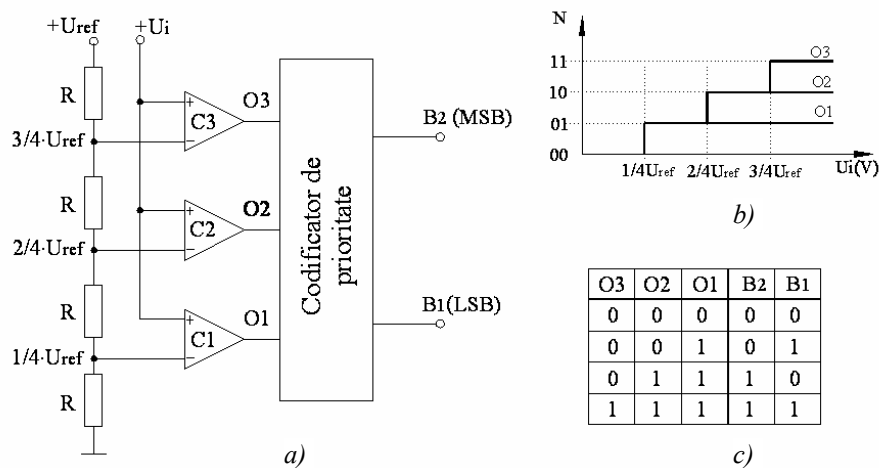 +Uref
+Ui
R
3/4·Uref
R
2/4·Uref
R
1/4·Uref
R
+
−
C3
O3
+
−
C2
O2
+
−
C1
O1
Codificator de
prioritate
B2 (MSB)
B1(LSB)
a)
N
11
10
01
00
O3
O2
O1
1/4Uref 2/4Uref 3/4Uref
Ui(V)
b)
O3 O2 O1 B2 B1
0 0 0 0 0
0 0 1 0 1
0 1 1 1 0
1 1 1 1 1
c)